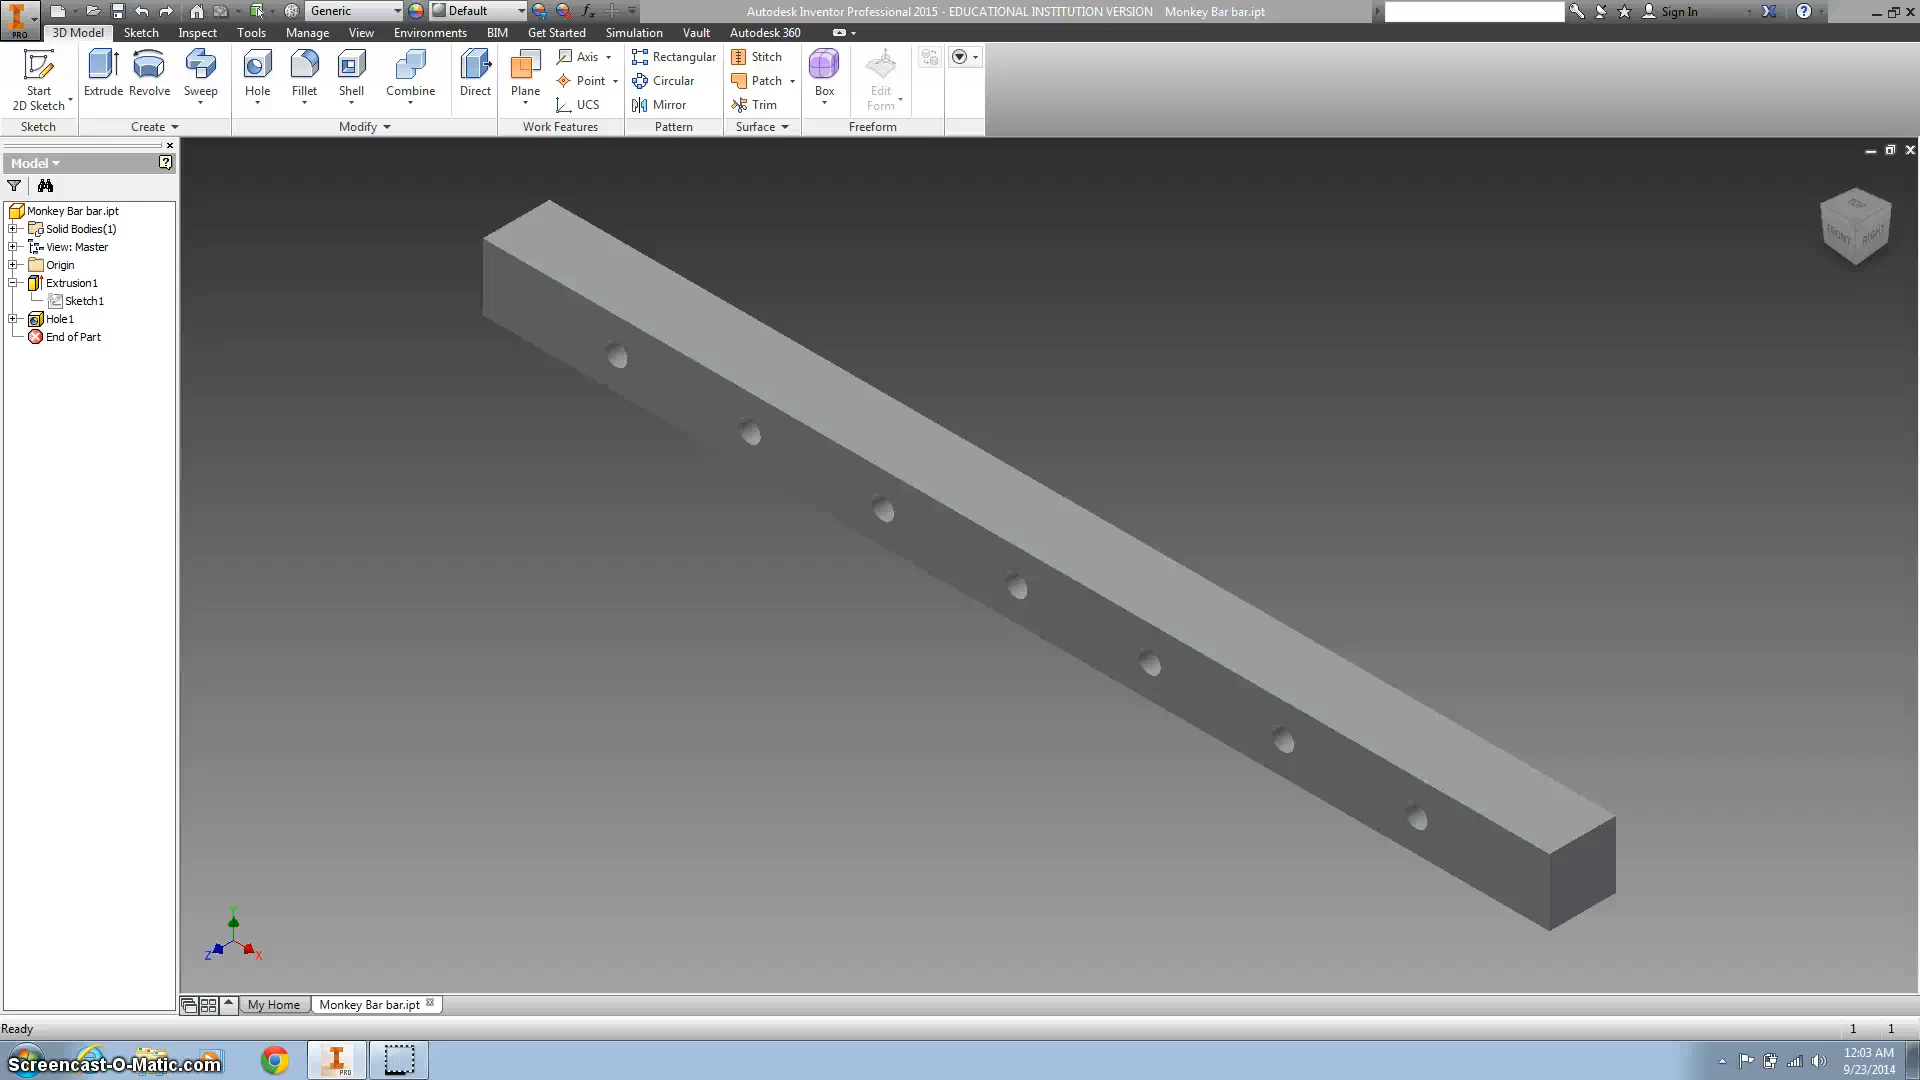 Generic
Default
Autodesk Inventor Professional 2015 - EDUCATIONAL INSTITUTION VERSION Monkey Bar bar.ipt
Sign In
PRO
3D Model Sketch Inspect Tools Manage View Environments BIM Get Started Simulation Vault Autodesk 360
Start
2D Sketch
Extrude Revolve Sweep
Hole Fillet Shell Combine
Direct
Plane
Axis
Point
UCS
Rectangular
Circular
Mirror
Stitch
Patch
Trim
Box
Edit
Form
Sketch Create Modify Work Features Pattern Surface Freeform
Model
Monkey Bar bar.ipt
Solid Bodies(1)
View: Master
Origin
Extrusion1
Sketch1
Hole1
End of Part
TOP
FRONT RIGHT
Y
Z X
My Home Monkey Bar bar.ipt
Ready 1 1
Screencast-O-Matic.com
PRO
12:03 AM
9/23/2014